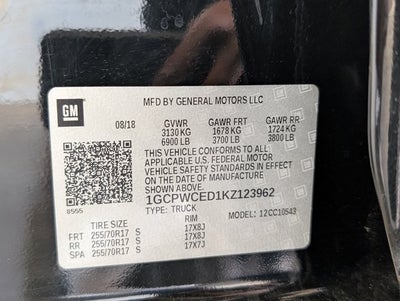 MFD BY GENERAL MOTORS LLC
GM
08/18 GVWR GAWR FRT GAWR RR
3130 KG 1678 KG 1724 KG
6900 LB 3700 LB 3800 LB
THIS VEHICLE CONFORMS TO ALL
APPLICABLE U.S. FEDERAL MOTOR
VEHICLE SAFETY STANDARDS IN
EFFECT ON THE DATE OF
MANUFACTURE SHOWN ABOVE.
1GCPWCED1KZ123962
8555
TYPE: TRUCK MODEL: 12CC10543
TIRE SIZE RIM
FRT 255/70R17 S 17X8J
RR 255/70R17 S 17X8J
SPA 255/70R17 S 17X7J